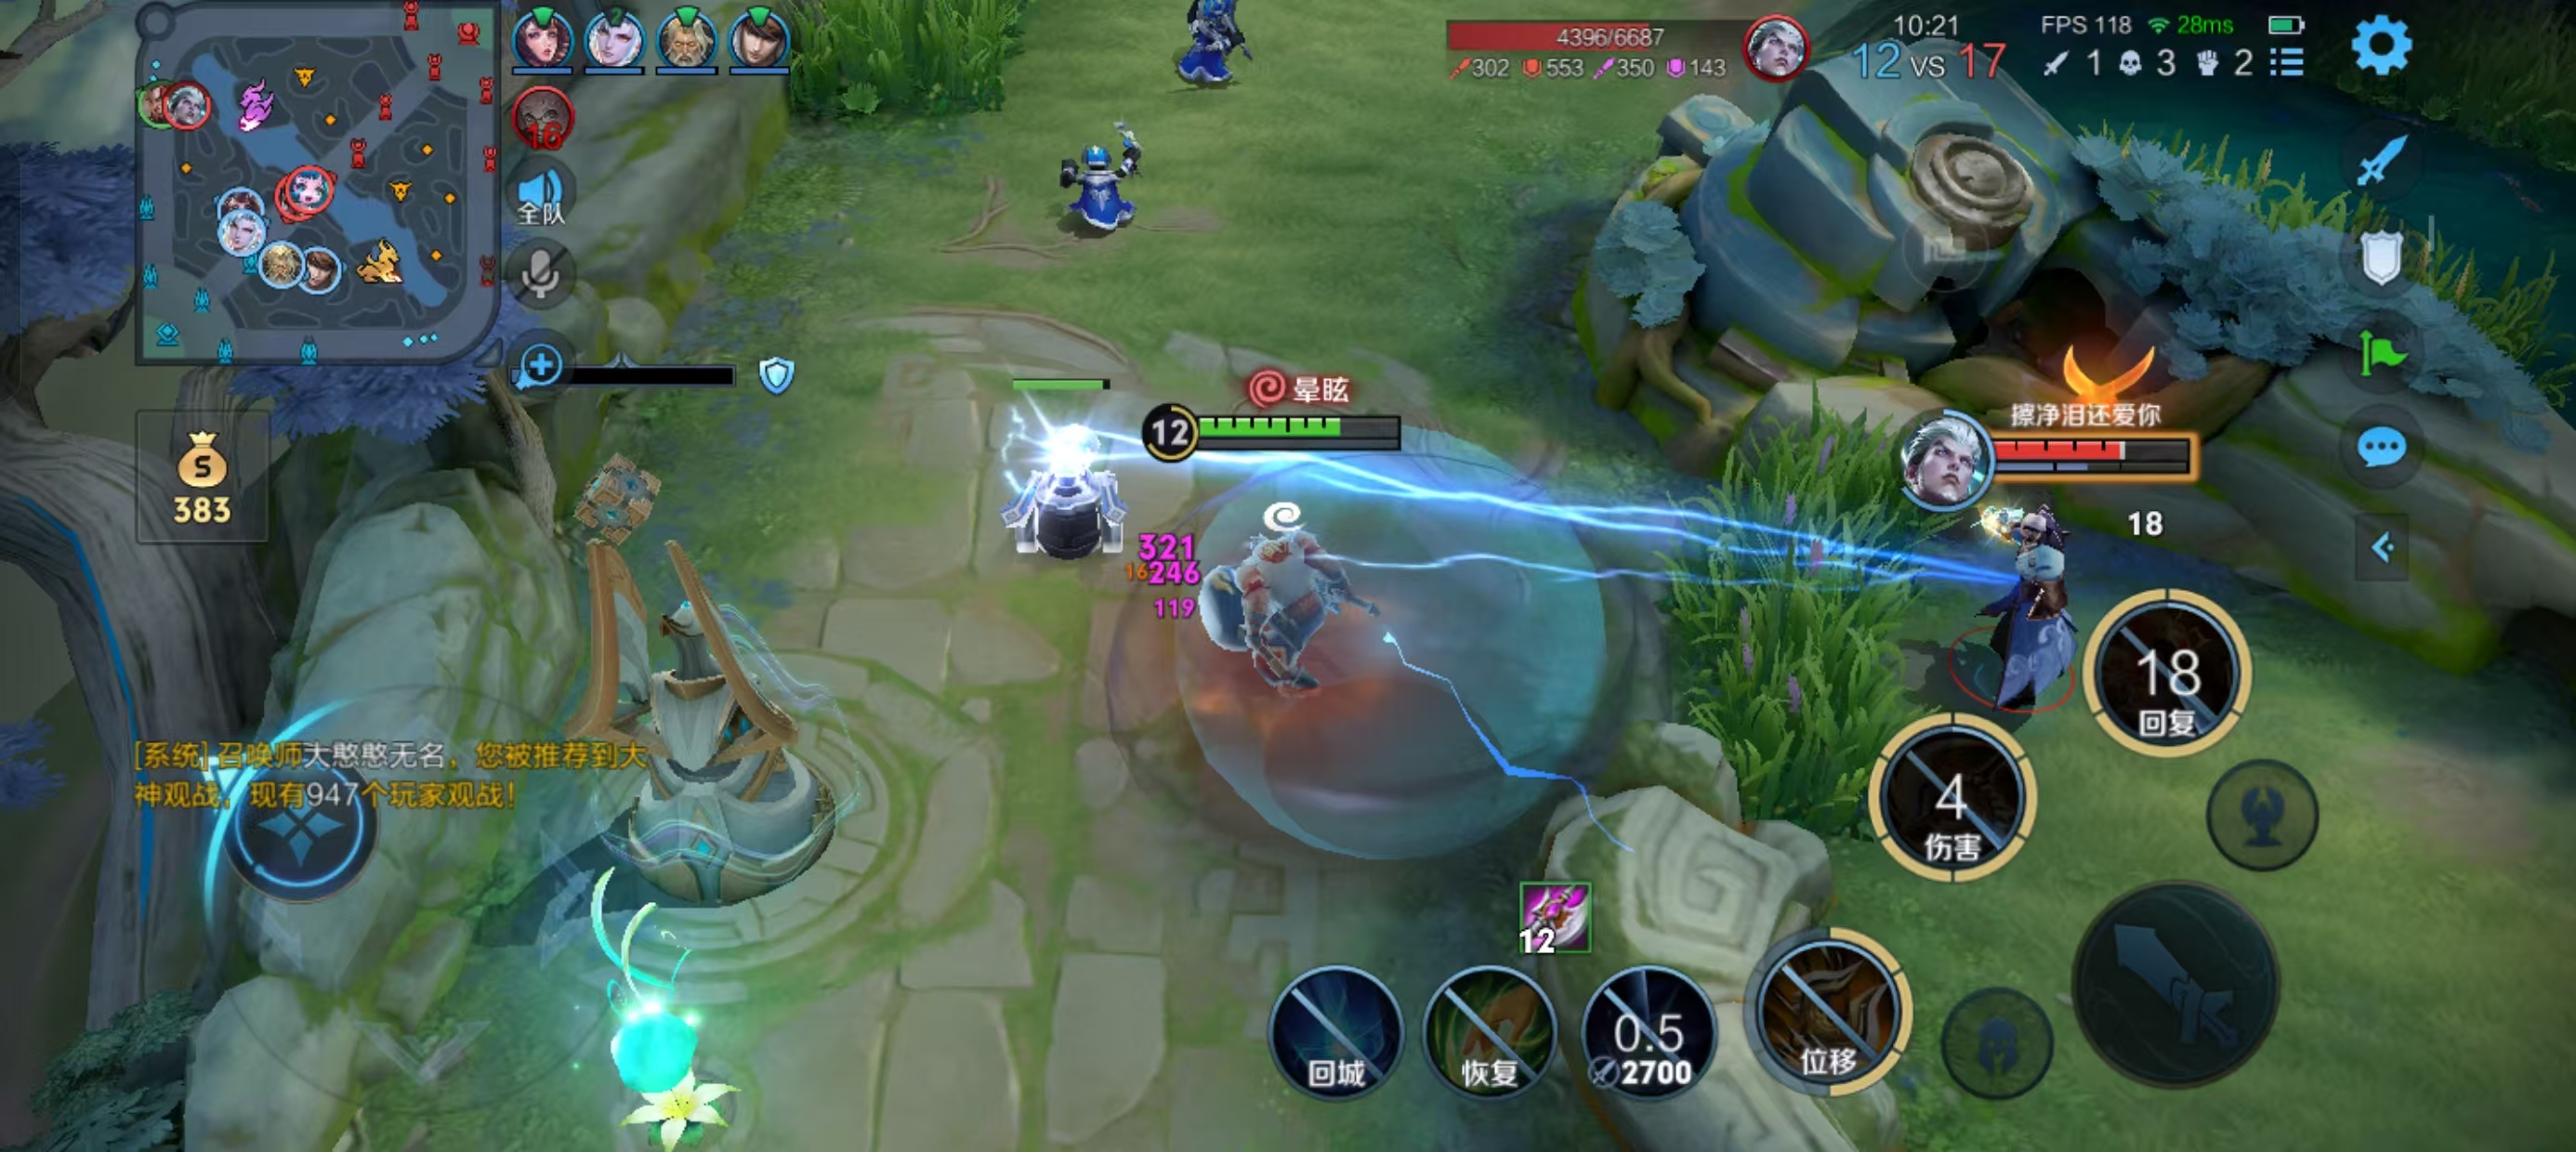 4396/6687
302 553 350 143
10:21
12 VS 17
FPS 118 28ms
1 3 2
16
全队
383
12
晕眩
擦净泪还爱你
18
321
16 246
119
18
回复
4
伤害
[系统] 召唤师大憨憨无名，您被推荐到大
神观战，现有947个玩家观战！
12
回城
恢复
0.5
2700
位移